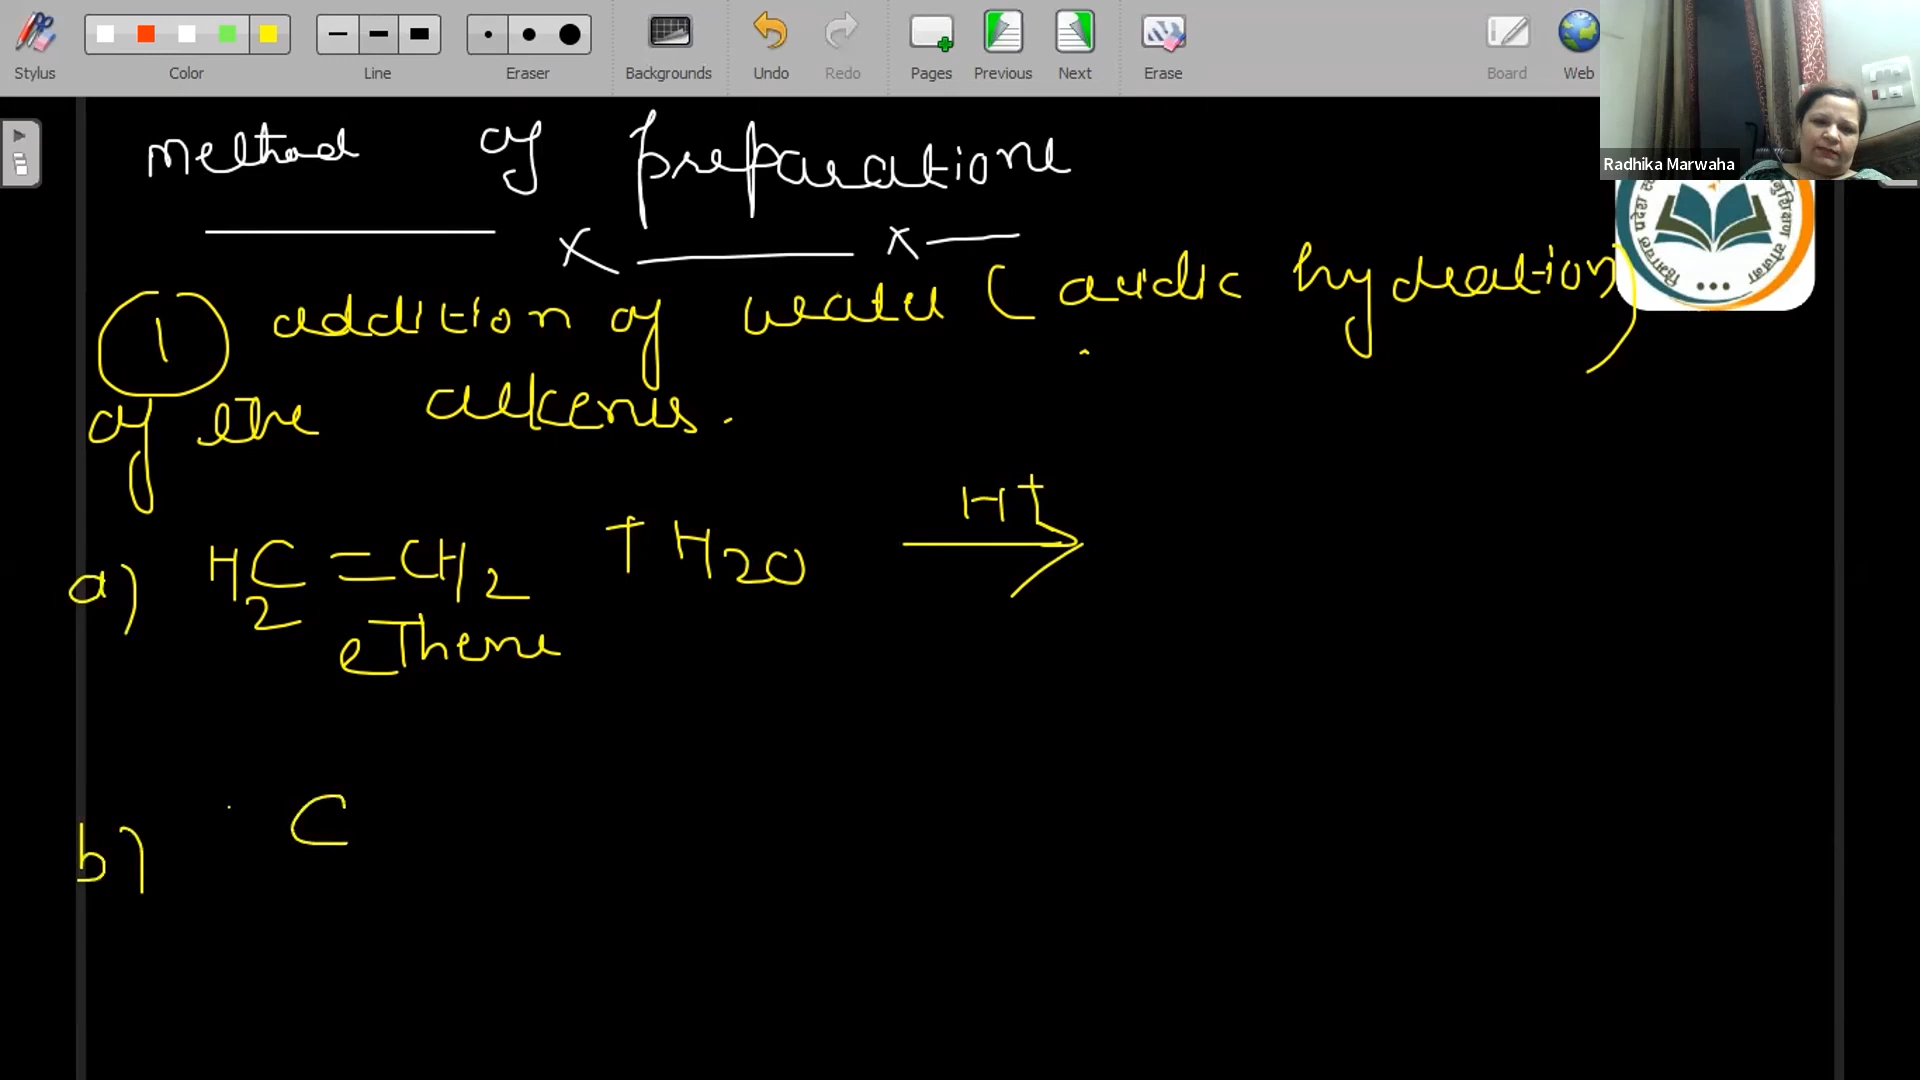 Stylus Color Line Eraser Backgrounds Undo Redo Pages Previous Next Erase Board Web
Radhika Marwaha
Method of preparations
1 addition of water (acidic hydration)
of the alkenes.
a) H2C = CH2 + H2O H+
ethene
b) C